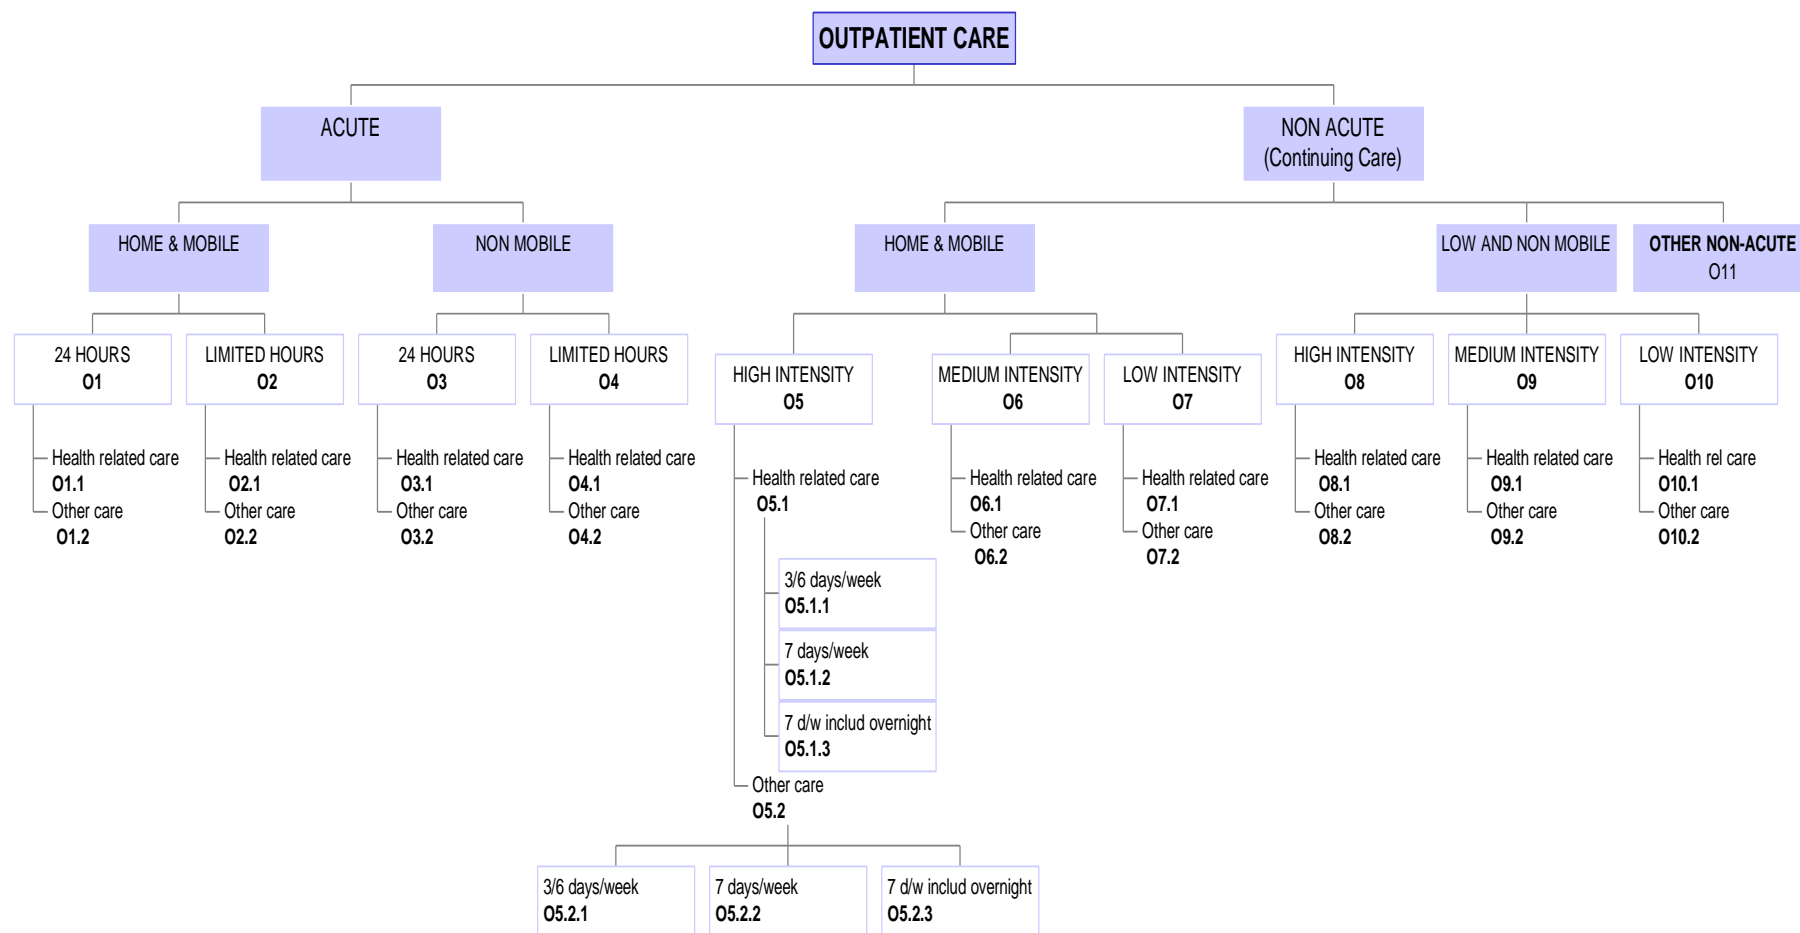 OUTPATIENT CARE
ACUTE
NON ACUTE
(Continuing Care)
HOME & MOBILE
NON MOBILE
HOME & MOBILE
LOW AND NON MOBILE
OTHER NON-ACUTE
O11
24 HOURS
O1
LIMITED HOURS
O2
24 HOURS
O3
LIMITED HOURS
O4
HIGH INTENSITY
O5
MEDIUM INTENSITY
O6
LOW INTENSITY
O7
HIGH INTENSITY
O8
MEDIUM INTENSITY
O9
LOW INTENSITY
O10
Health related care
O1.1
Other care
O1.2
Health related care
O2.1
Other care
O2.2
Health related care
O3.1
Other care
O3.2
Health related care
O4.1
Other care
O4.2
Health related care
O5.1
3/6 days/week
O5.1.1
7 days/week
O5.1.2
7 d/w includ overnight
O5.1.3
Other care
O5.2
3/6 days/week
O5.2.1
7 days/week
O5.2.2
7 d/w includ overnight
O5.2.3
Health related care
O6.1
Other care
O6.2
Health related care
O7.1
Other care
O7.2
Health related care
O8.1
Other care
O8.2
Health related care
O9.1
Other care
O9.2
Health rel care
O10.1
Other care
O10.2